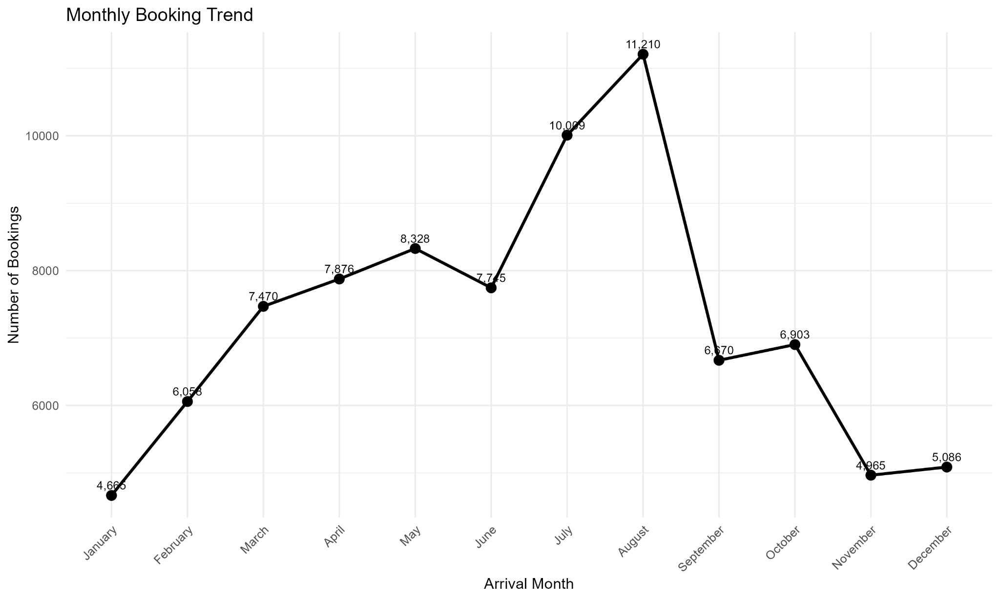 Monthly Booking Trend
11,210
10,009
8,328
7,876
7,745
7,470
6,903
6,670
6,058
5,086
4,965
4,665
10000
8000
6000
Number of Bookings
January
February
March
April
May
June
July
August
September
October
November
December
Arrival Month